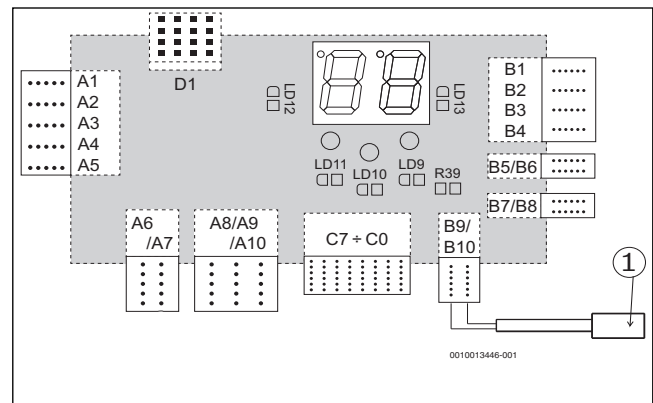 D1
A1
A2
A3
A4
A5
LD12
LD13
B1
B2
B3
B4
LD11
LD10
LD9
R39
B5/B6
B7/B8
A6
/A7
A8/A9
/A10
C7 ÷ C0
B9/
B10
1
0010013446-001